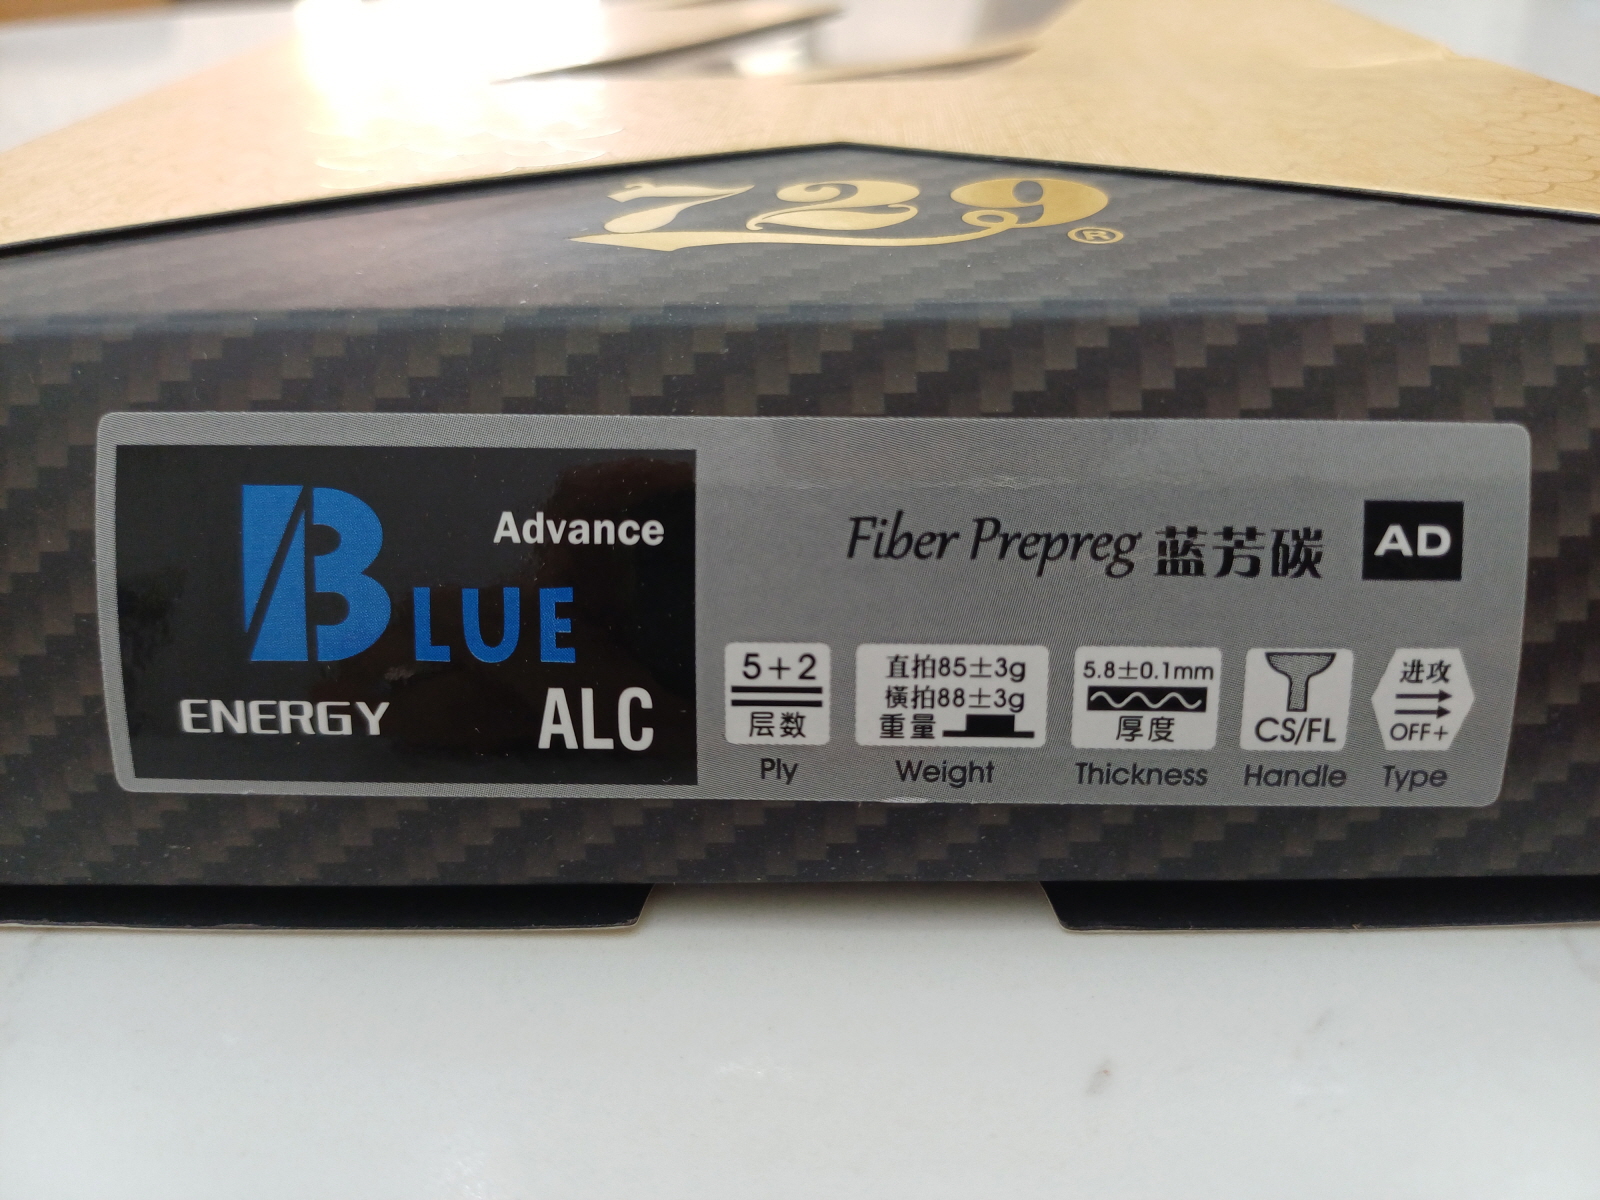 729®
Advance
BLUE
ENERGY
ALC
Fiber Prepreg 蓝芳碳 AD
5+2
层数
Ply
直拍85±3g
横拍88±3g
重量
Weight
5.8±0.1mm
厚度
Thickness
CS/FL
Handle
进攻
OFF+
Type